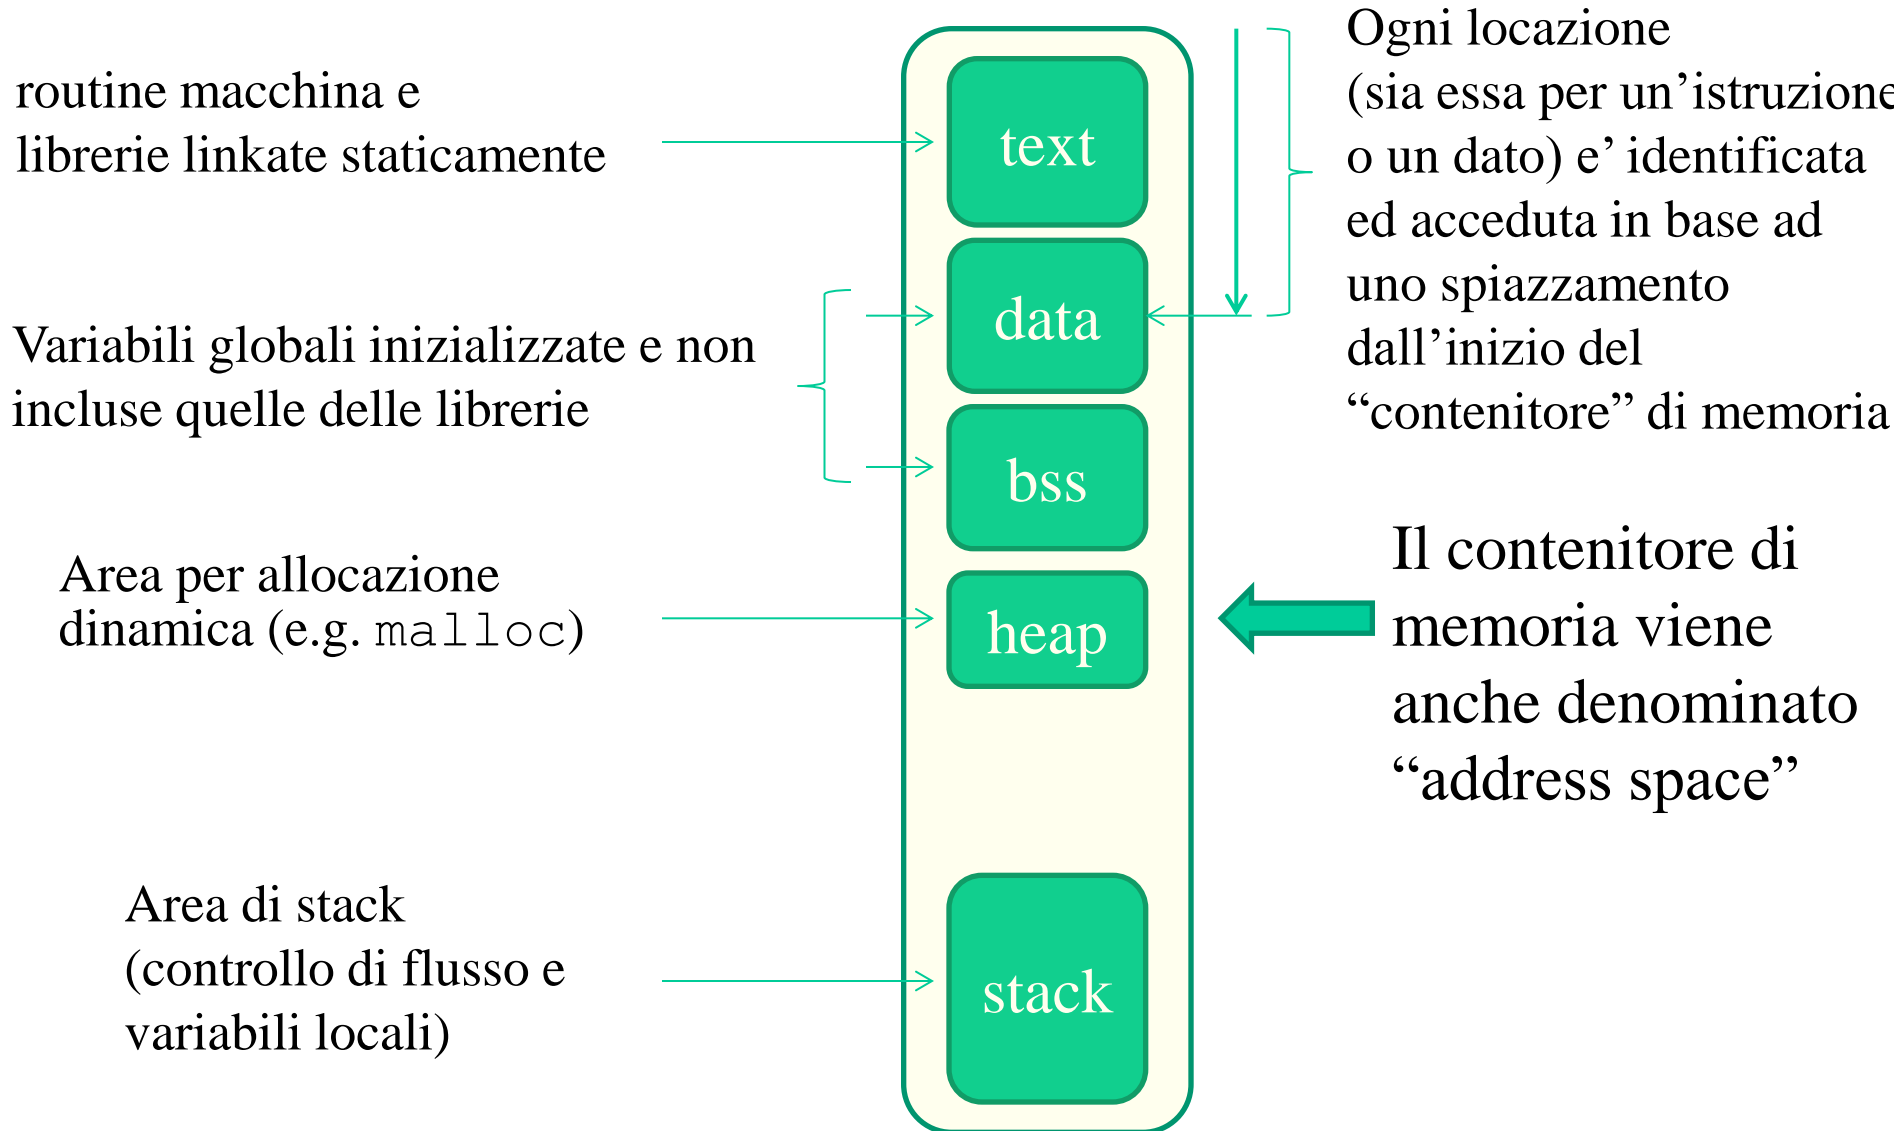 routine macchina e
librerie linkate staticamente
Variabili globali inizializzate e non
incluse quelle delle librerie
Area per allocazione
dinamica (e.g. malloc)
Area di stack
(controllo di flusso e
variabili locali)
text
data
bss
heap
stack
Ogni locazione
(sia essa per un’istruzione
o un dato) e’ identificata
ed acceduta in base ad
uno spiazzamento
dall’inizio del
“contenitore” di memoria
Il contenitore di
memoria viene
anche denominato
“address space”